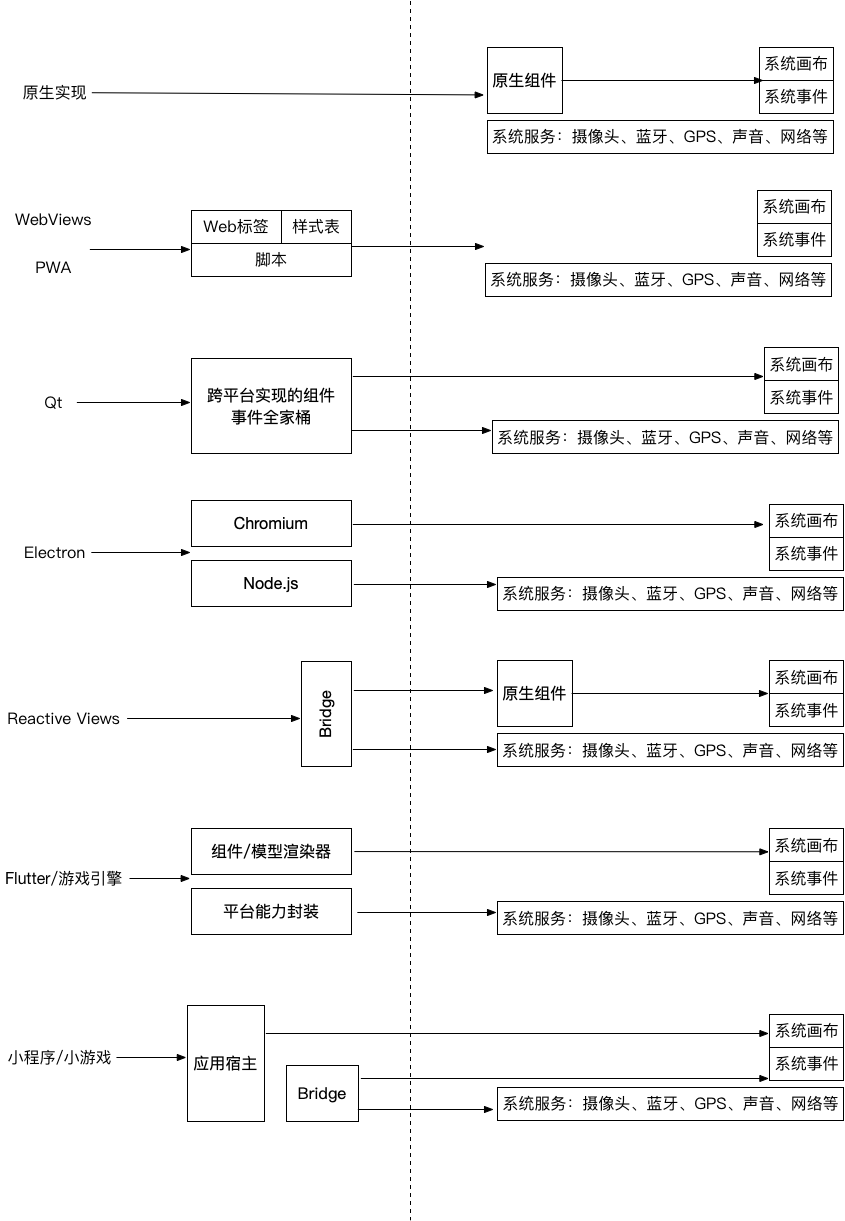 原生实现
原生组件
系统画布
系统事件
系统服务：摄像头、蓝牙、GPS、声音、网络等
WebViews
PWA
Web标签
样式表
脚本
系统画布
系统事件
系统服务：摄像头、蓝牙、GPS、声音、网络等
Qt
跨平台实现的组件
事件全家桶
系统画布
系统事件
系统服务：摄像头、蓝牙、GPS、声音、网络等
Electron
Chromium
Node.js
系统画布
系统事件
系统服务：摄像头、蓝牙、GPS、声音、网络等
Reactive Views
Bridge
原生组件
系统画布
系统事件
系统服务：摄像头、蓝牙、GPS、声音、网络等
Flutter/游戏引擎
组件/模型渲染器
平台能力封装
系统画布
系统事件
系统服务：摄像头、蓝牙、GPS、声音、网络等
小程序/小游戏
应用宿主
Bridge
系统画布
系统事件
系统服务：摄像头、蓝牙、GPS、声音、网络等